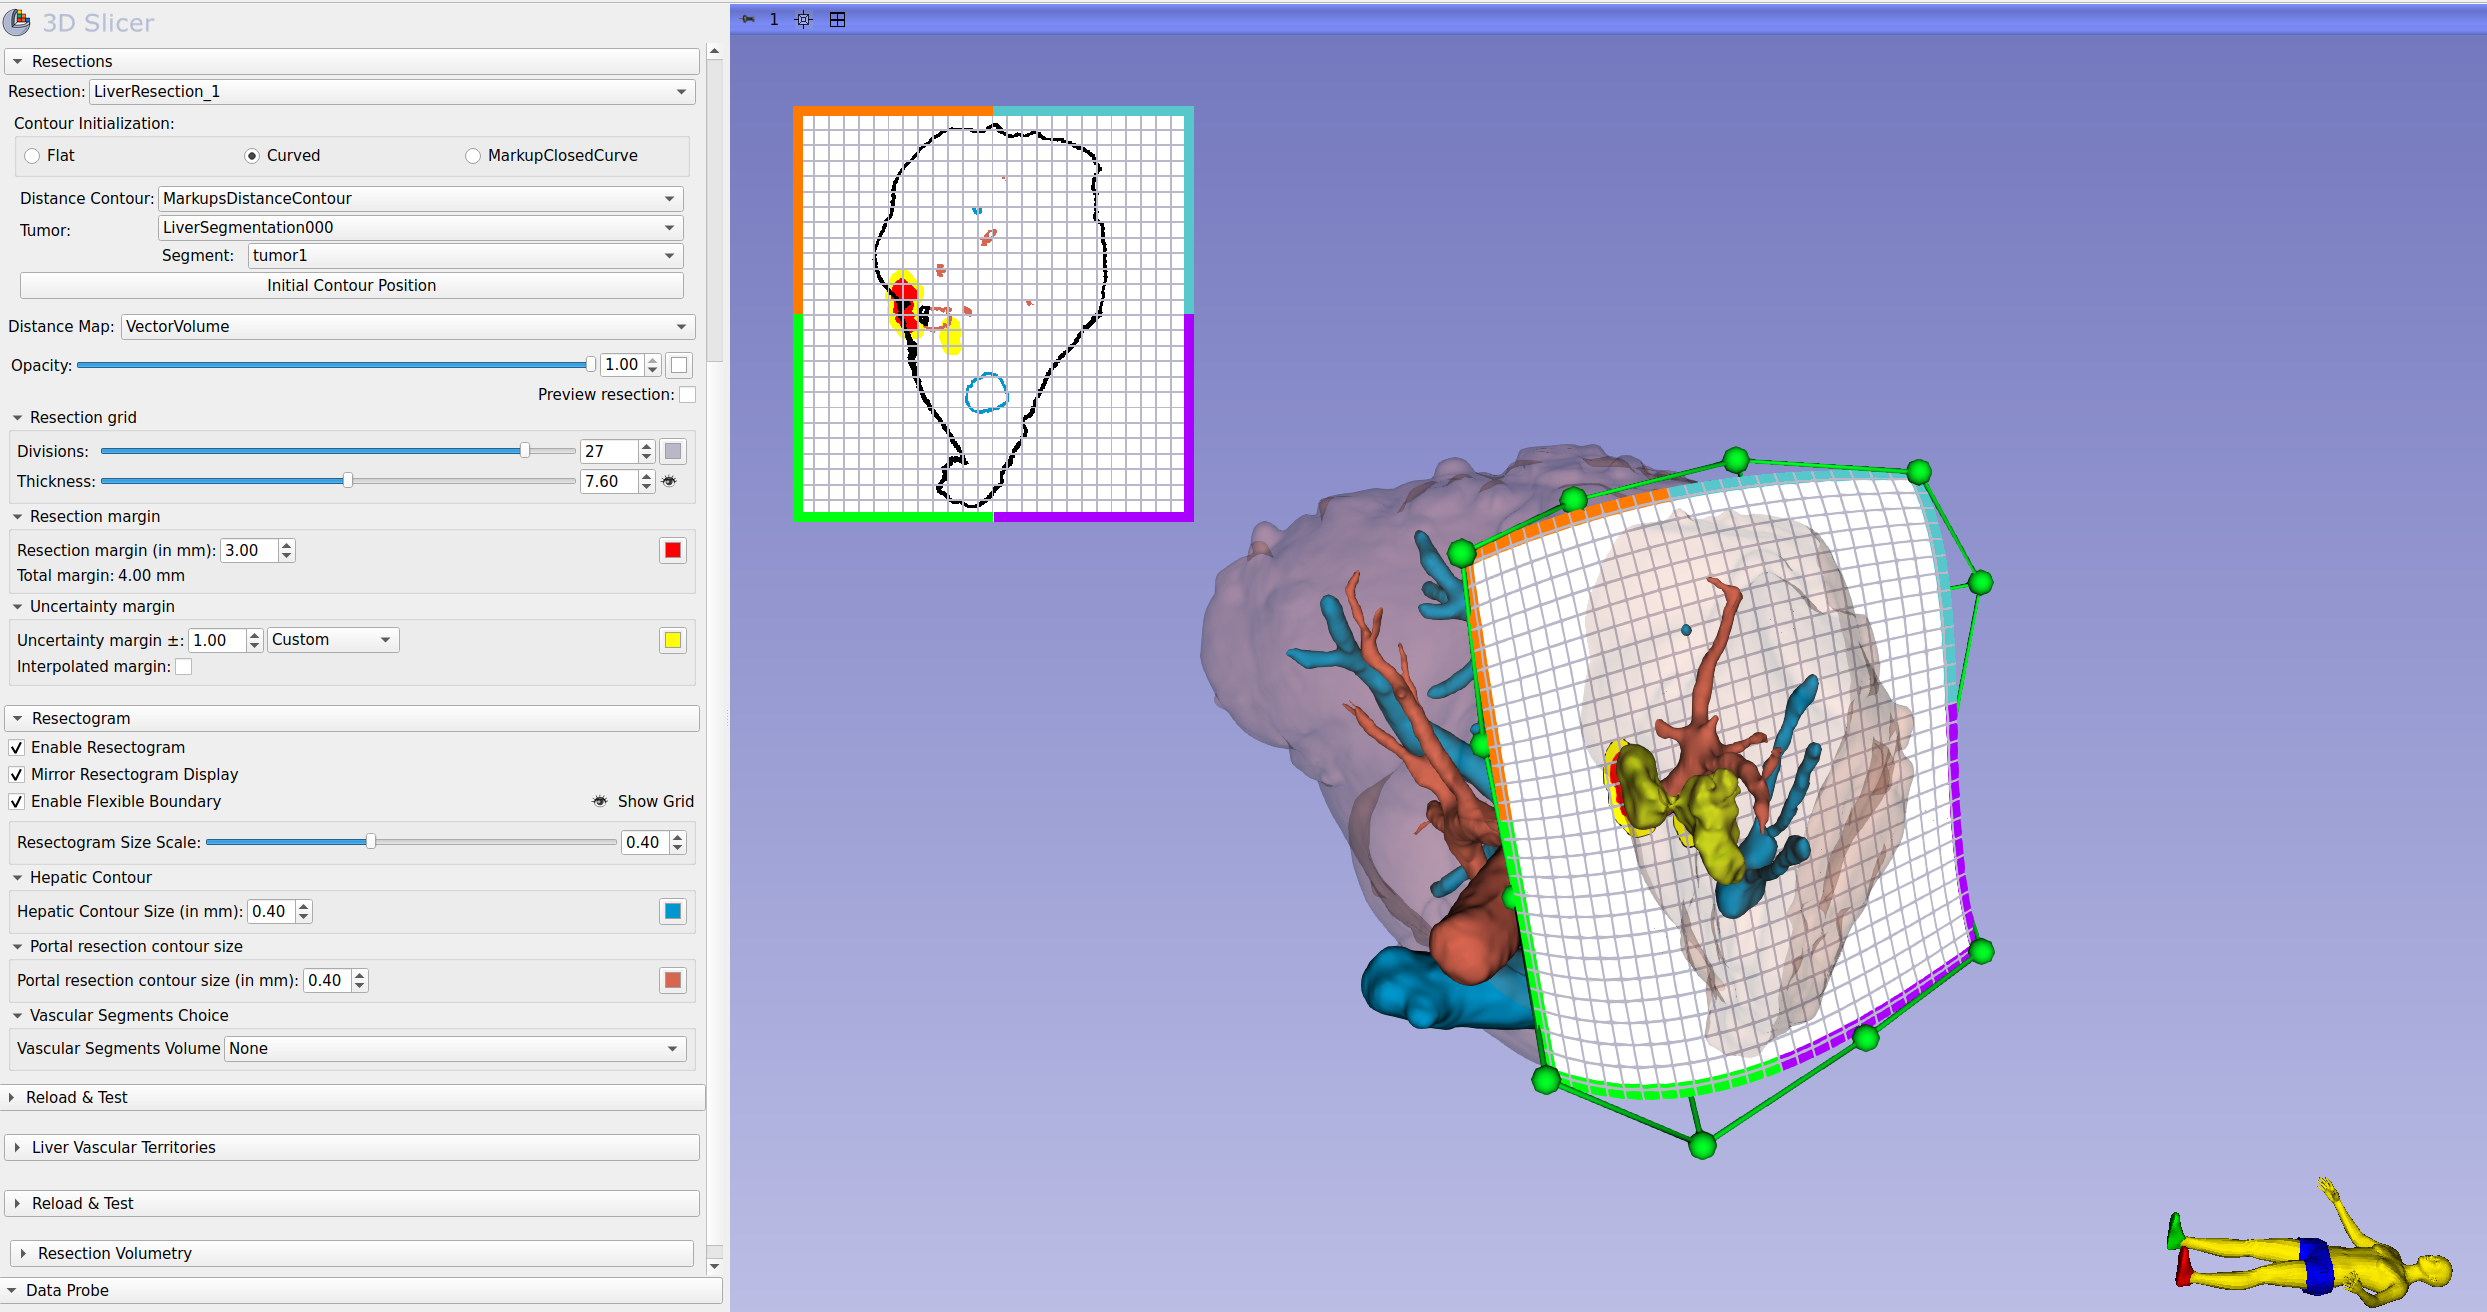 3D Slicer
1
Resections
Resection: LiverResection_1
Contour Initialization:
Flat Curved MarkupClosedCurve
Distance Contour: MarkupsDistanceContour
Tumor: LiverSegmentation000
Segment: tumor1
Initial Contour Position
Distance Map: VectorVolume
Opacity: 1.00
Preview resection:
Resection grid
Divisions: 27
Thickness: 7.60
Resection margin
Resection margin (in mm): 3.00
Total margin: 4.00 mm
Uncertainty margin
Uncertainty margin ±: 1.00 Custom
Interpolated margin:
Resectogram
Enable Resectogram
Mirror Resectogram Display
Enable Flexible Boundary Show Grid
Resectogram Size Scale: 0.40
Hepatic Contour
Hepatic Contour Size (in mm): 0.40
Portal resection contour size
Portal resection contour size (in mm): 0.40
Vascular Segments Choice
Vascular Segments Volume None
Reload & Test
Liver Vascular Territories
Reload & Test
Resection Volumetry
Data Probe